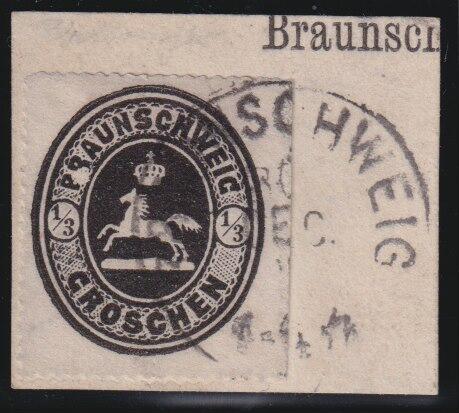 Braunsch
BRAUNSCHWEIG
1/3 1/3
GROSCHEN
SCHWEIG